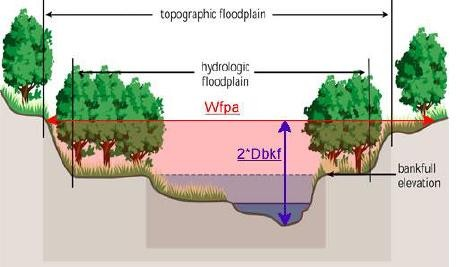 topographic floodplain
hydrologic
floodplain
Wfpa
2*Dbkf
bankfull
elevation